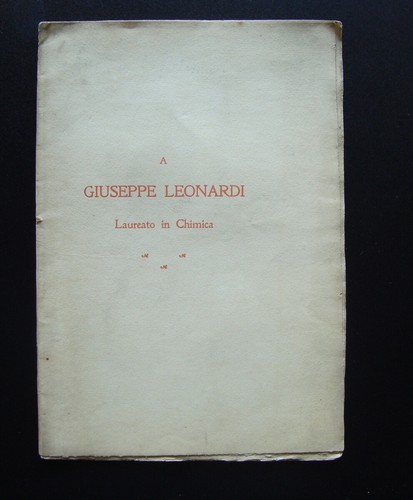 A
GIUSEPPE LEONARDI
Laureato in Chimica